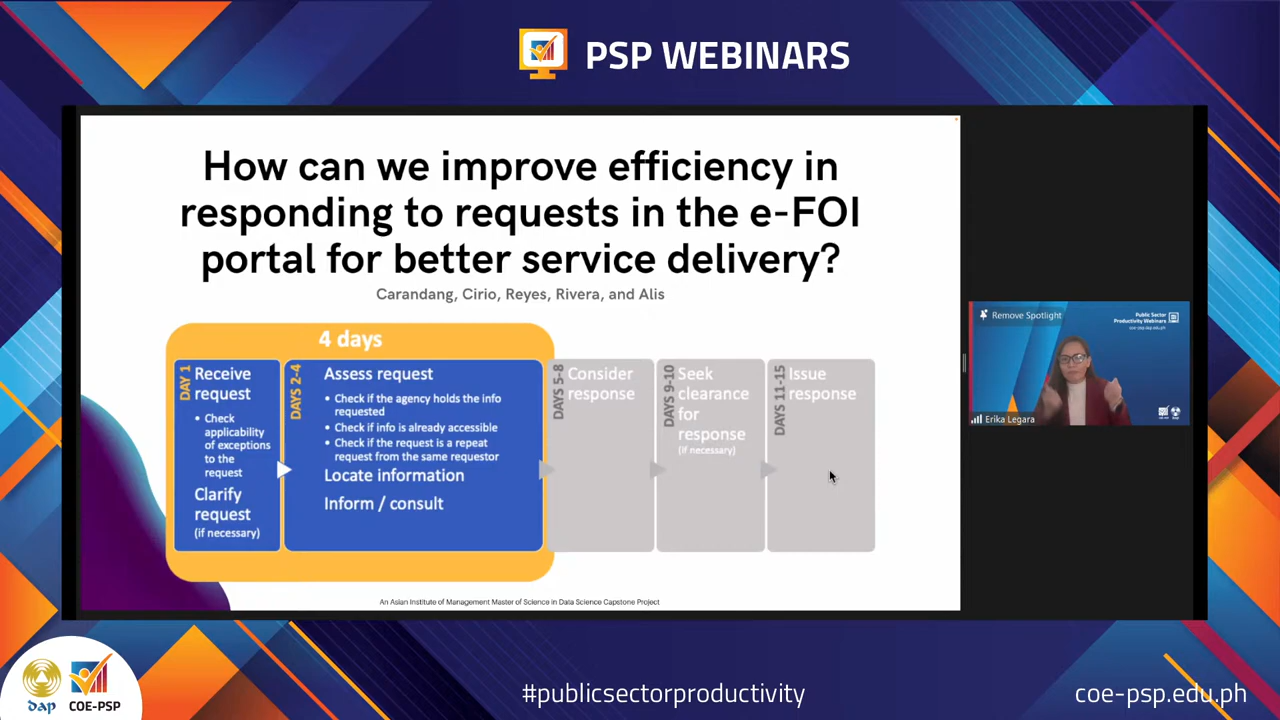 PSP WEBINARS
How can we improve efficiency in
responding to requests in the e-FOI
portal for better service delivery?
Carandang, Cirio, Reyes, Rivera, and Alis
4 days
DAY 1
Receive
request
• Check
applicability
of exceptions
to the
request
Clarify
request
(if necessary)
DAYS 2-4
Assess request
• Check if the agency holds the info
requested
• Check if info is already accessible
• Check if the request is a repeat
request from the same requestor
Locate information
Inform / consult
DAYS 5-8
Consider
response
DAYS 9-10
Seek
clearance
for
response
(if necessary)
DAYS 11-15
Issue
response
An Asian Institute of Management Master of Science in Data Science Capstone Project
Remove Spotlight
Public Sector
Productivity Webinars
coe-psp.dap.edu.ph
Erika Legara
dap
COE-PSP
#publicsectorproductivity
coe-psp.edu.ph